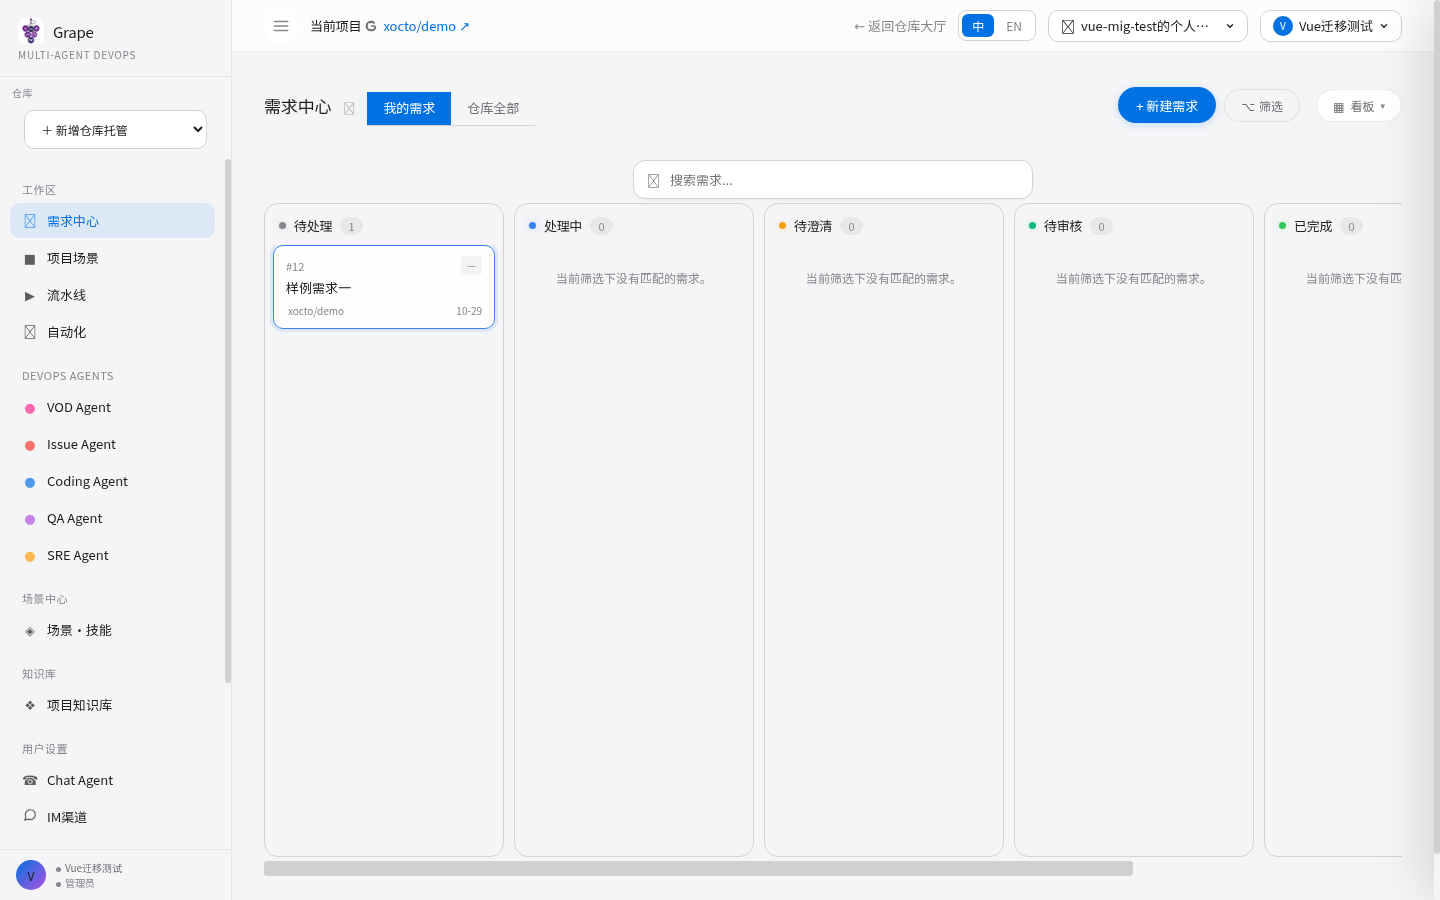 Grape
MULTI-AGENT DEVOPS
仓库
＋ 新增仓库托管
工作区
需求中心
项目场景
流水线
自动化
DEVOPS AGENTS
VOD Agent
Issue Agent
Coding Agent
QA Agent
SRE Agent
场景中心
场景·技能
知识库
项目知识库
用户设置
Chat Agent
IM渠道
V
Vue迁移测试
管理员
当前项目 xocto/demo ↗
← 返回仓库大厅
中 EN
vue-mig-test的个人…
V Vue迁移测试
需求中心
我的需求 仓库全部
+ 新建需求
⌥ 筛选
▦ 看板 ▾
搜索需求...
待处理 1
#12
—
样例需求一
xocto/demo 10-29
处理中 0
当前筛选下没有匹配的需求。
待澄清 0
当前筛选下没有匹配的需求。
待审核 0
当前筛选下没有匹配的需求。
已完成 0
当前筛选下没有匹